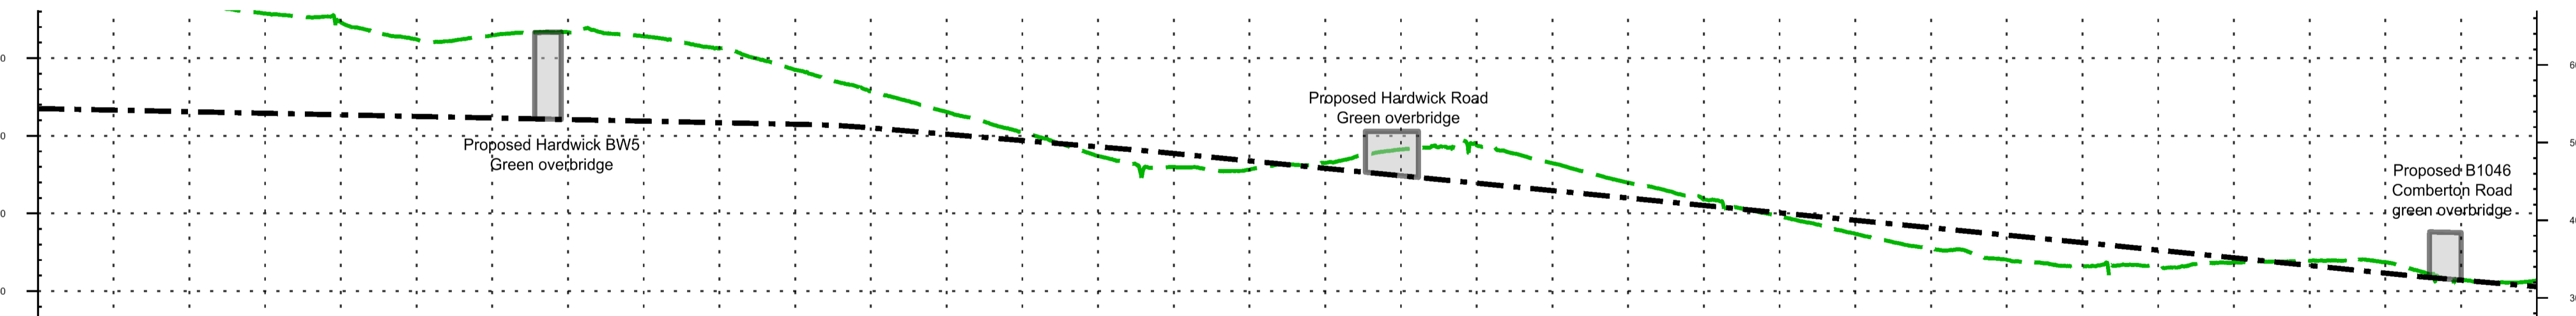 Proposed Hardwick BW5
Green overbridge
Proposed Hardwick Road
Green overbridge
Proposed B1046
Comberton Road
green overbridge